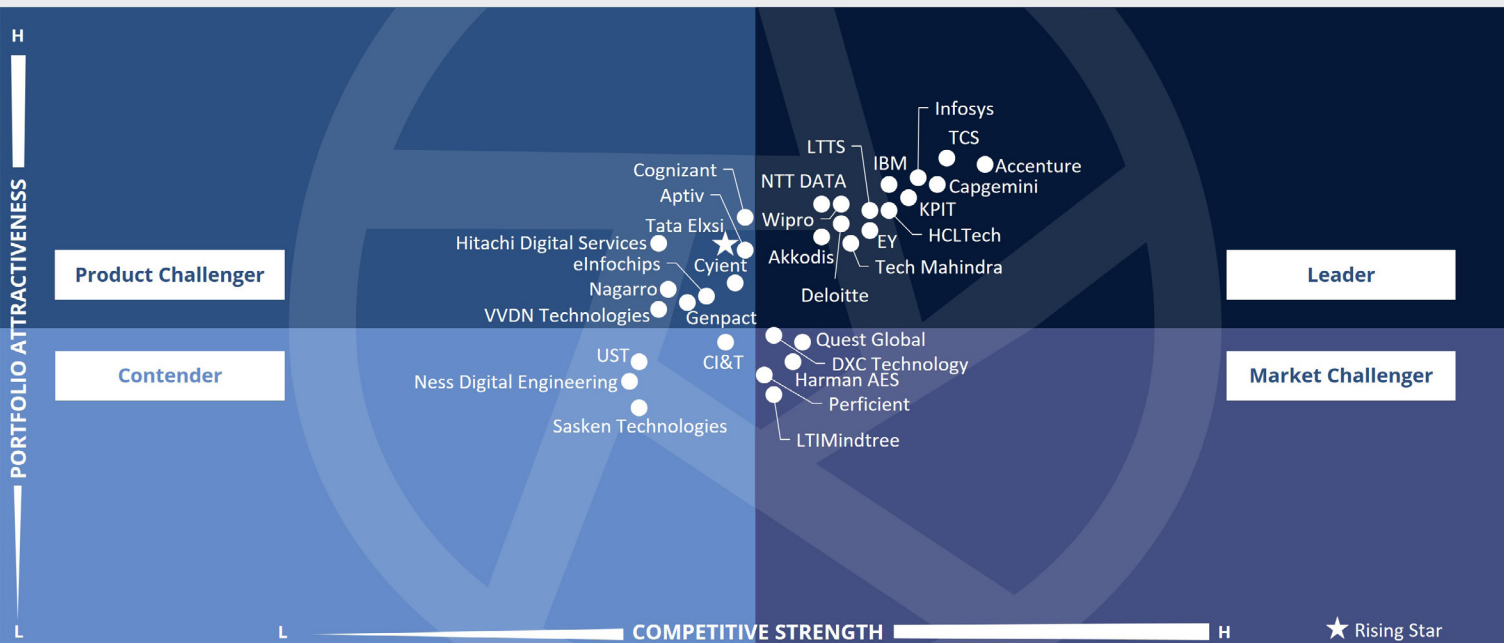 H
PORTFOLIO ATTRACTIVENESS
L
Product Challenger
Contender
Leader
Market Challenger
Infosys
TCS
LTTS
IBM
Accenture
Cognizant
NTT DATA
Capgemini
Aptiv
KPIT
Tata Elxsi
Wipro
HCLTech
Hitachi Digital Services
EY
Akkodis
eInfochips
Cyient
Tech Mahindra
Nagarro
Deloitte
VVDN Technologies
Genpact
Quest Global
UST
CI&T
DXC Technology
Ness Digital Engineering
Harman AES
Perficient
Sasken Technologies
LTIMindtree
L
COMPETITIVE STRENGTH
H
Rising Star